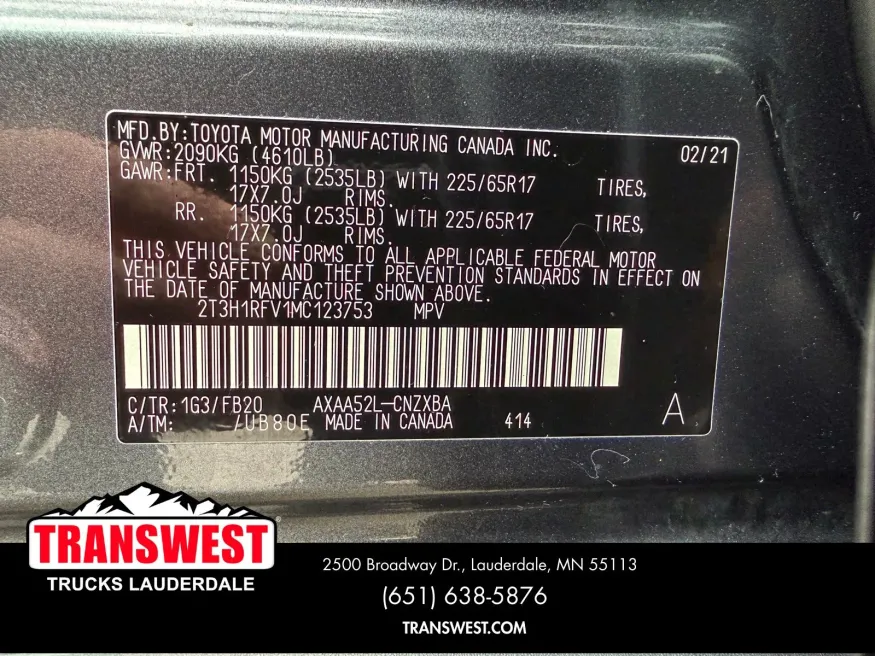 MFD.BY:TOYOTA MOTOR MANUFACTURING CANADA INC. 02/21
GVWR:2090KG (4610LB)
GAWR:FRT. 1150KG (2535LB) WITH 225/65R17 TIRES,
17X7.0J RIMS.
RR. 1150KG (2535LB) WITH 225/65R17 TIRES,
17X7.0J RIMS.
THIS VEHICLE CONFORMS TO ALL APPLICABLE FEDERAL MOTOR
VEHICLE SAFETY AND THEFT PREVENTION STANDARDS IN EFFECT ON
THE DATE OF MANUFACTURE SHOWN ABOVE.
2T3H1RFV1MC123753 MPV
C/TR:1G3/FB20 AXAA52L-CNZXBA A
A/TM: -/UB80E MADE IN CANADA 414
TRANSWEST
TRUCKS LAUDERDALE
2500 Broadway Dr., Lauderdale, MN 55113
(651) 638-5876
TRANSWEST.COM